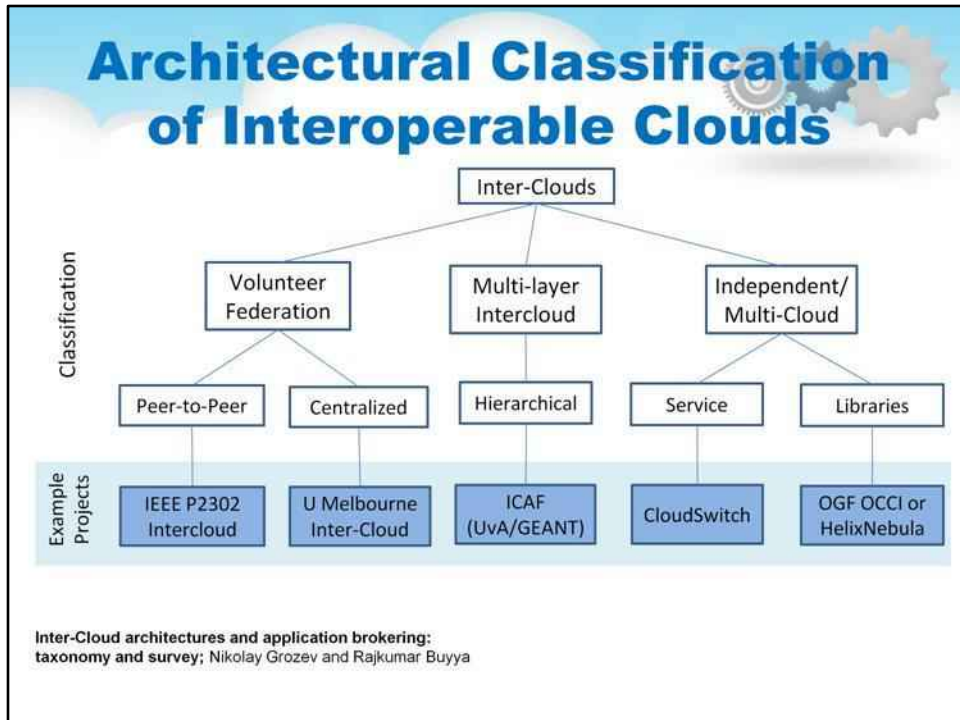 Architectural Classification
of Interoperable Clouds
Inter-Clouds
Classification
Volunteer
Federation
Multi-layer
Intercloud
Independent/
Multi-Cloud
Peer-to-Peer
Centralized
Hierarchical
Service
Libraries
Example
Projects
IEEE P2302
Intercloud
U Melbourne
Inter-Cloud
ICAF
(UvA/GEANT)
CloudSwitch
OGF OCCI or
HelixNebula
Inter-Cloud architectures and application brokering:
taxonomy and survey; Nikolay Grozev and Rajkumar Buyya